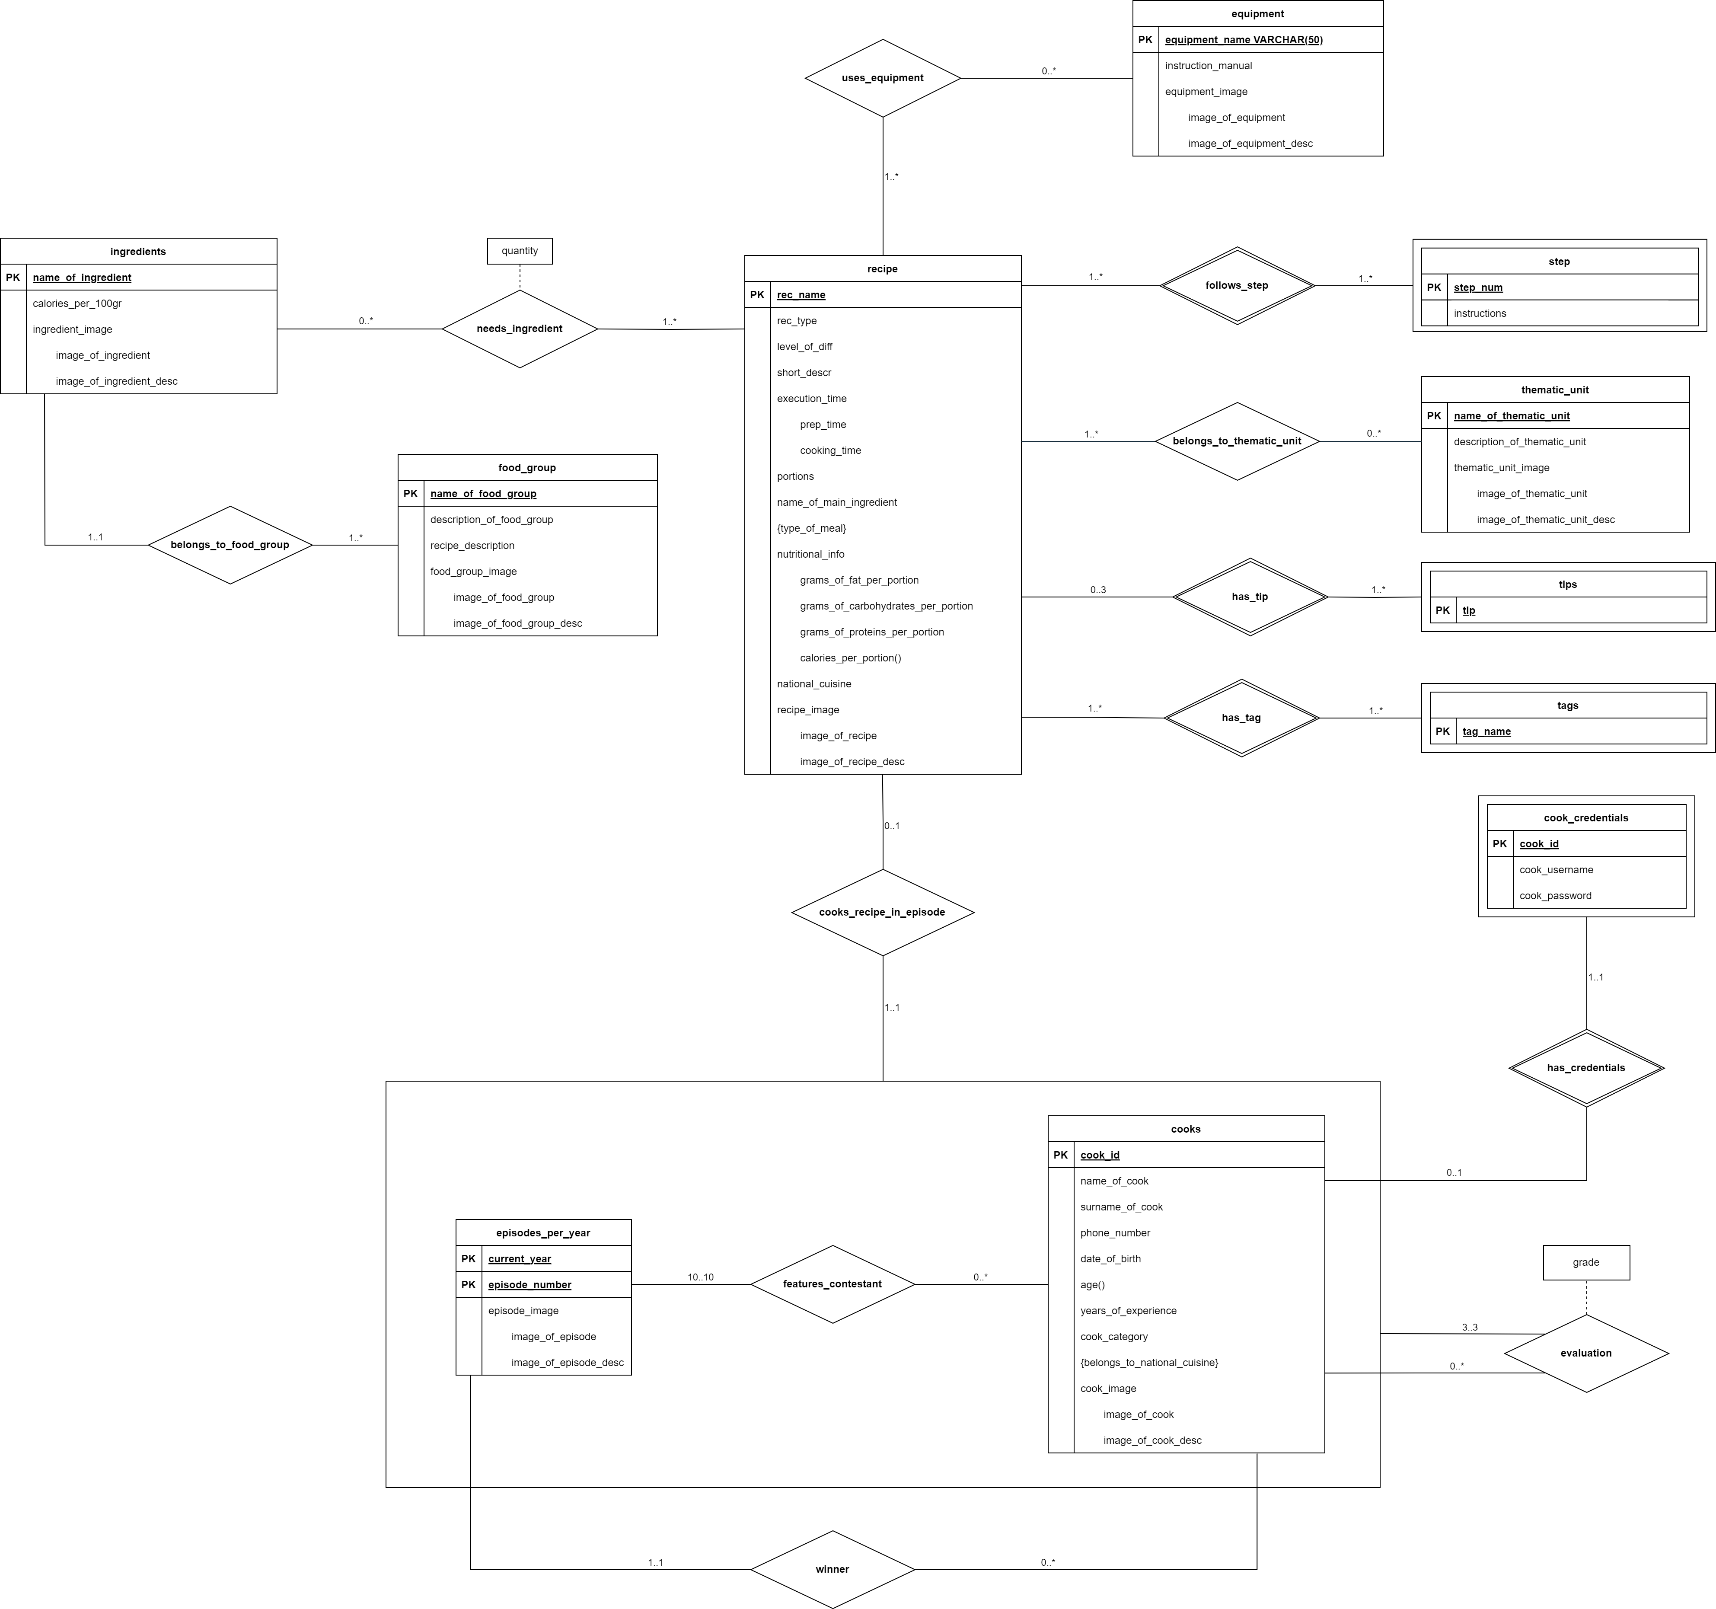 equipment
PK equipment_name VARCHAR(50)
instruction_manual
equipment_image
image_of_equipment
image_of_equipment_desc
uses_equipment
0..*
1..*
ingredients
PK name_of_ingredient
calories_per_100gr
ingredient_image
image_of_ingredient
image_of_ingredient_desc
quantity
0..*
needs_ingredient
1..*
recipe
PK rec_name
rec_type
level_of_diff
short_descr
execution_time
prep_time
cooking_time
portions
name_of_main_ingredient
{type_of_meal}
nutritional_info
grams_of_fat_per_portion
grams_of_carbohydrates_per_portion
grams_of_proteins_per_portion
calories_per_portion()
national_cuisine
recipe_image
image_of_recipe
image_of_recipe_desc
1..*
follows_step
1..*
step
PK step_num
instructions
1..*
belongs_to_thematic_unit
0..*
thematic_unit
PK name_of_thematic_unit
description_of_thematic_unit
thematic_unit_image
image_of_thematic_unit
image_of_thematic_unit_desc
food_group
PK name_of_food_group
description_of_food_group
recipe_description
food_group_image
image_of_food_group
image_of_food_group_desc
1..1
belongs_to_food_group
1..*
0..3
has_tip
1..*
tips
PK tip
1..*
has_tag
1..*
tags
PK tag_name
0..1
cooks_recipe_in_episode
1..1
cook_credentials
PK cook_id
cook_username
cook_password
1..1
has_credentials
0..1
cooks
PK cook_id
name_of_cook
surname_of_cook
phone_number
date_of_birth
age()
years_of_experience
cook_category
{belongs_to_national_cuisine}
cook_image
image_of_cook
image_of_cook_desc
episodes_per_year
PK current_year
PK episode_number
episode_image
image_of_episode
image_of_episode_desc
10..10
features_contestant
0..*
grade
3..3
evaluation
0..*
1..1
winner
0..*